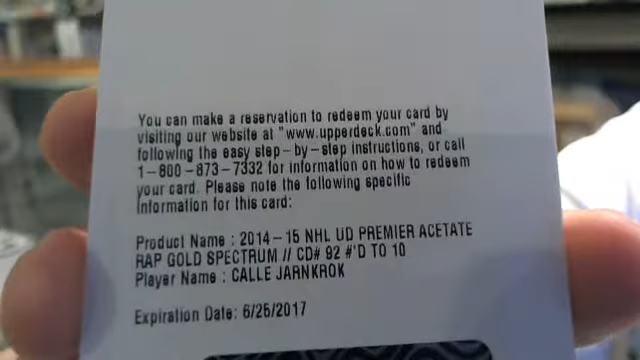 You can make a reservation to redeem your card by
visiting our website at "www.upperdeck.com" and
following the easy step-by-step instructions, or call
1-800-873-7332 for information on how to redeem
your card. Please note the following specific
information for this card:
Product Name : 2014-15 NHL UD PREMIER ACETATE
RAP GOLD SPECTRUM // CD# 92 #'D TO 10
Player Name : CALLE JARNKROK
Expiration Date: 6/25/2017